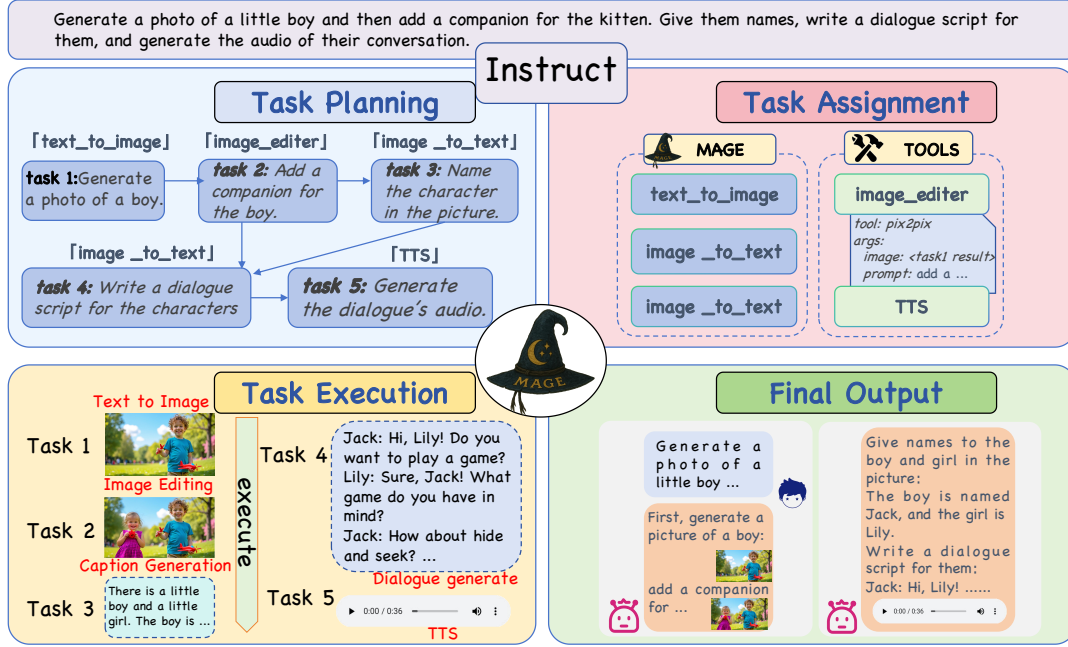 Generate a photo of a little boy and then add a companion for the kitten. Give them names, write a dialogue script for
them, and generate the audio of their conversation.
Instruct
Task Planning
「text_to_image」
「image_editer」
「image _to_text」
task 1:Generate
a photo of a boy.
task 2: Add a
companion for
the boy.
task 3: Name
the character
in the picture.
「image _to_text」
「TTS」
task 4: Write a dialogue
script for the characters
task 5: Generate
the dialogue's audio.
Task Assignment
MAGE
TOOLS
text_to_image
image _to_text
image _to_text
image_editer
tool: pix2pix
args:
image: <task1 result>
prompt: add a ...
TTS
MAGE
Task Execution
Text to Image
Task 1
Image Editing
Task 2
Caption Generation
Task 3
There is a little
boy and a little
girl. The boy is ...
execute
Task 4
Jack: Hi, Lily! Do you
want to play a game?
Lily: Sure, Jack! What
game do you have in
mind?
Jack: How about hide
and seek? ...
Dialogue generate
Task 5
0:00 / 0:36
TTS
Final Output
Generate a
photo of a
little boy ...
First, generate a
picture of a boy:
add a companion
for ...
Give names to the
boy and girl in the
picture:
The boy is named
Jack, and the girl is
Lily.
Write a dialogue
script for them:
Jack: Hi, Lily! ......
0:00 / 0:36